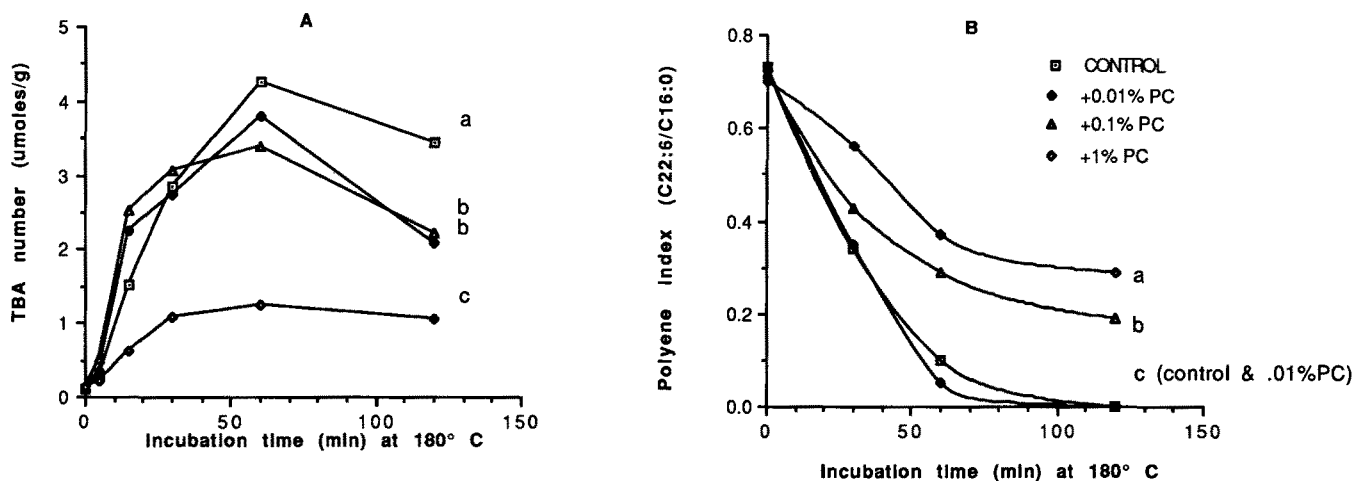 A
TBA number (umoles/g)
5
4
3
2
1
0
a
b
b
c
0
50
100
150
Incubation time (min) at 180° C
B
Polyene Index (C22:6/C16:0)
0.8
0.6
0.4
0.2
0.0
CONTROL
+0.01% PC
+0.1% PC
+1% PC
a
b
c (control & .01%PC)
0
50
100
150
Incubation time (min) at 180° C